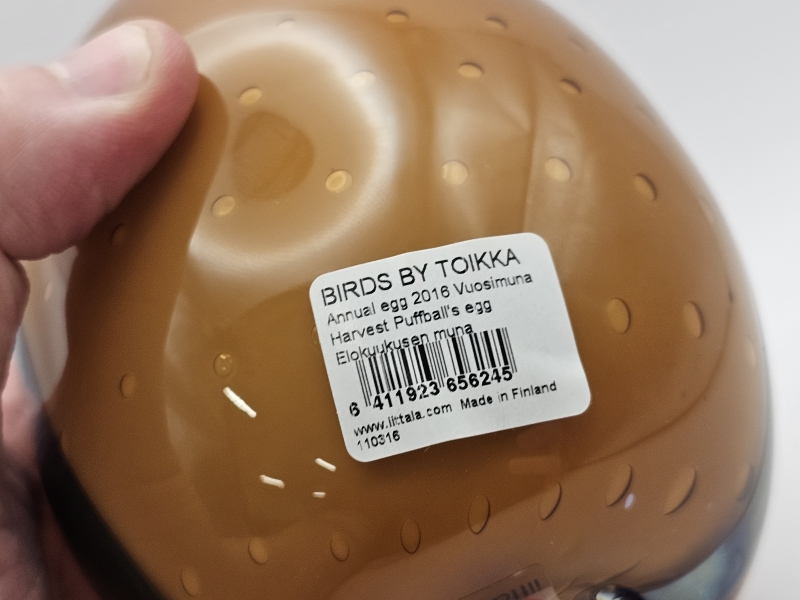 BIRDS BY TOIKKA
Annual egg 2016 Vuosimuna
Harvest Puffball's egg
Elokuukusen muna
6 411923 656245
www.iittala.com Made in Finland
110316